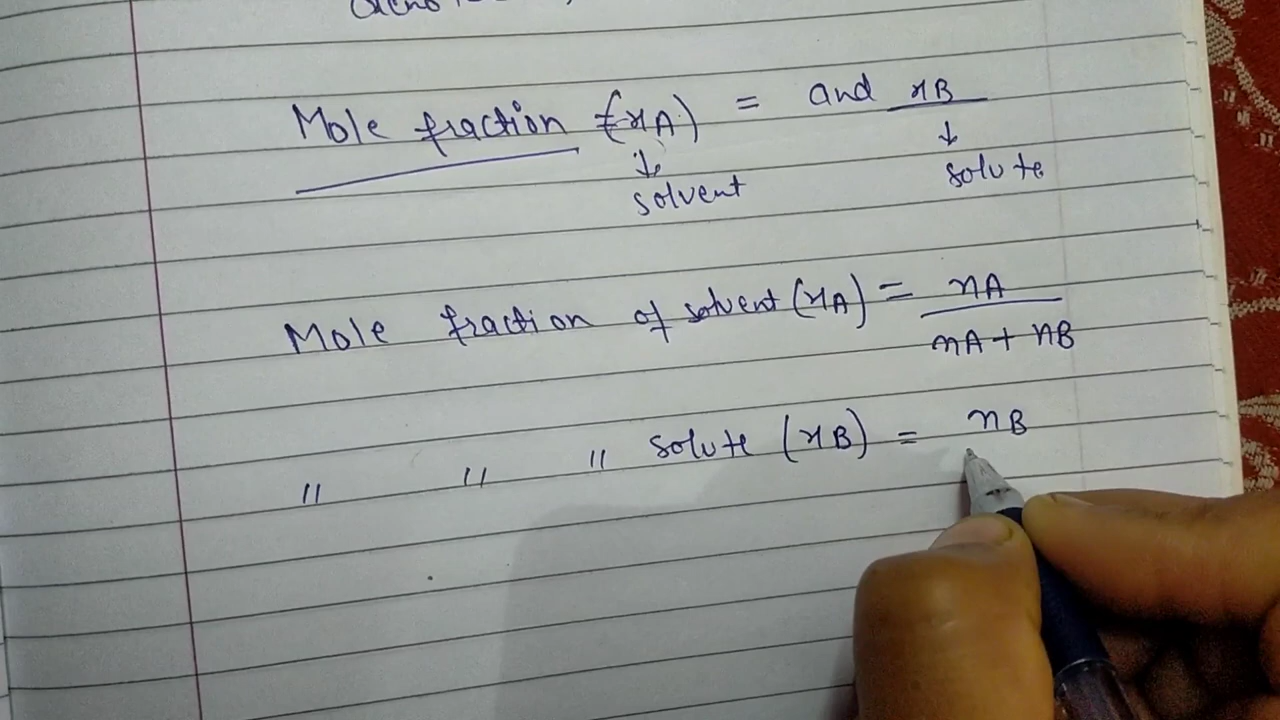 Mole fraction (xA) = and xB
↓ ↓
solvent solute
Mole fraction of solvent (xA) = nA
nA + nB
" " " solute (xB) = nB